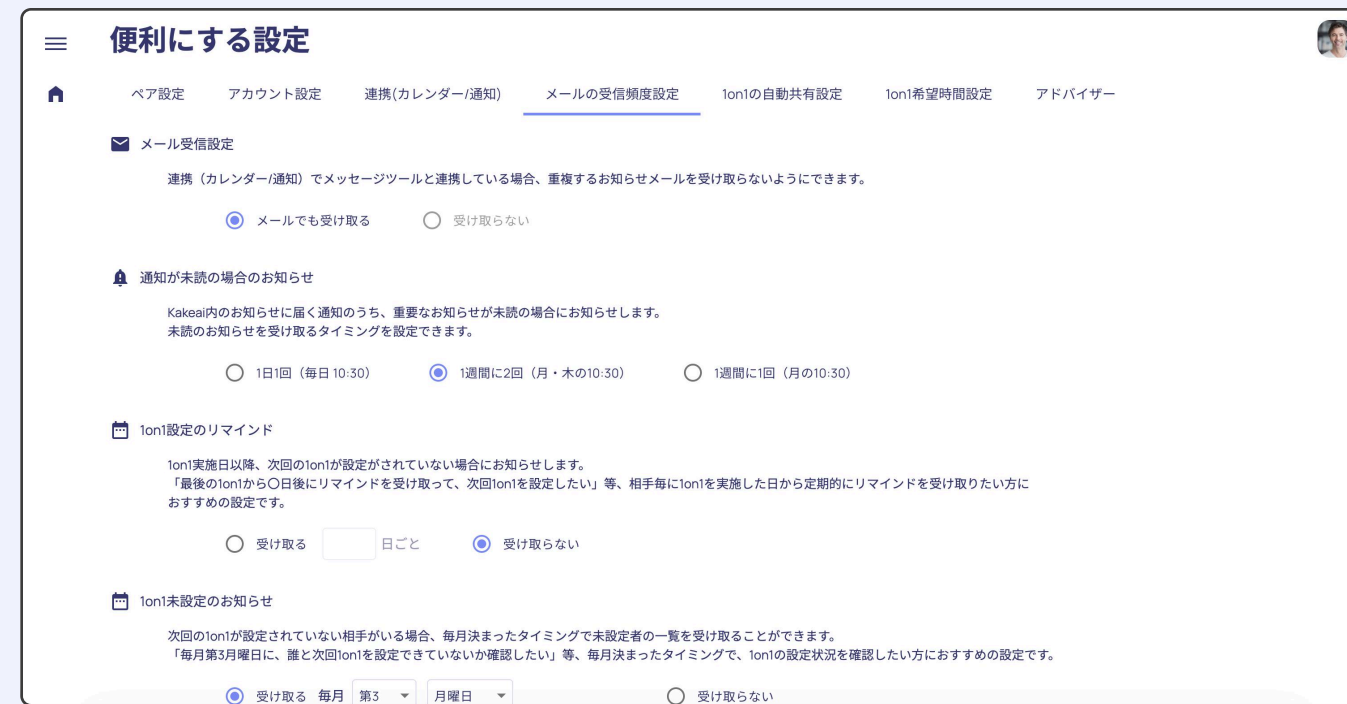 便利にする設定
ペア設定 アカウント設定 連携(カレンダー/通知) メールの受信頻度設定 1on1の自動共有設定 1on1希望時間設定 アドバイザー
メール受信設定
連携（カレンダー/通知）でメッセージツールと連携している場合、重複するお知らせメールを受け取らないようにできます。
メールでも受け取る 受け取らない
通知が未読の場合のお知らせ
Kakeai内のお知らせに届く通知のうち、重要なお知らせが未読の場合にお知らせします。
未読のお知らせを受け取るタイミングを設定できます。
1日1回（毎日 10:30） 1週間に2回（月・木の10:30） 1週間に1回（月の10:30）
1on1設定のリマインド
1on1実施日以降、次回の1on1が設定がされていない場合にお知らせします。
「最後の1on1から〇日後にリマインドを受け取って、次回1on1を設定したい」等、相手毎に1on1を実施した日から定期的にリマインドを受け取りたい方に
おすすめの設定です。
受け取る 日ごと 受け取らない
1on1未設定のお知らせ
次回の1on1が設定されていない相手がいる場合、毎月決まったタイミングで未設定者の一覧を受け取ることができます。
「毎月第3月曜日に、誰と次回1on1を設定できていないか確認したい」等、毎月決まったタイミングで、1on1の設定状況を確認したい方におすすめの設定です。
受け取る 毎月 第3 月曜日 受け取らない